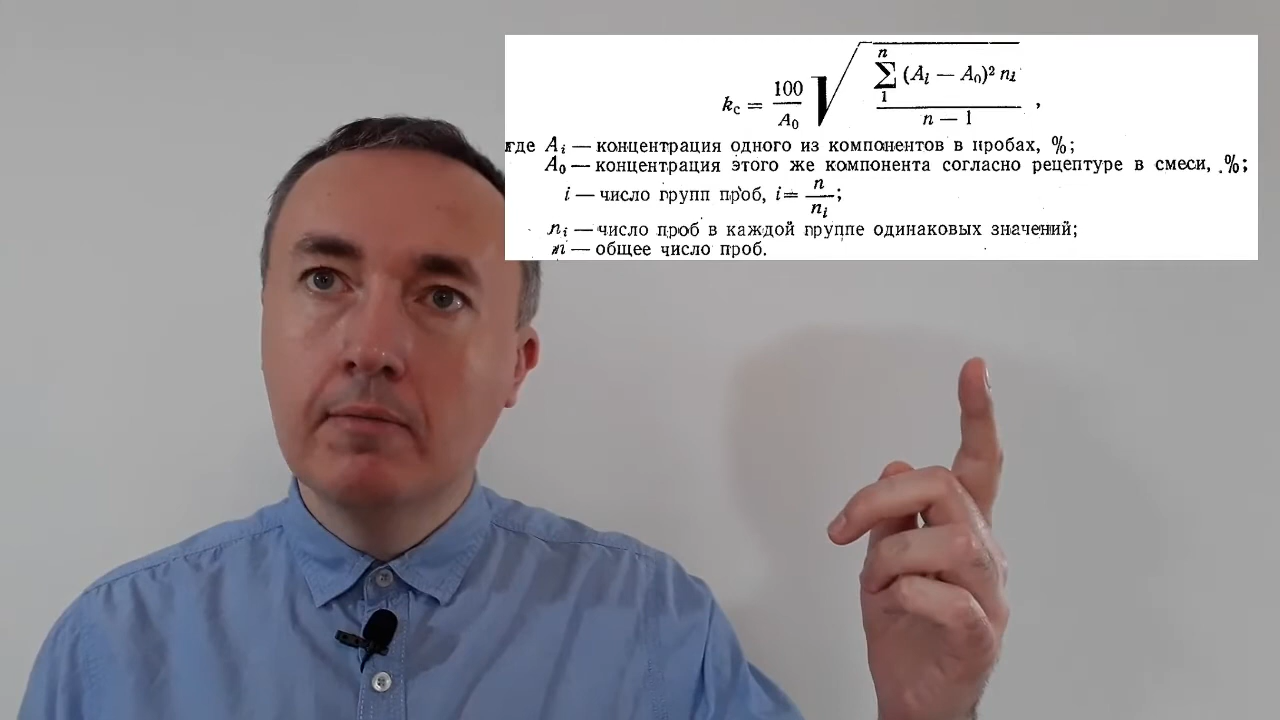 k_c = 100/A_0 √(∑_1^n (A_i − A_0)² n_i / (n − 1)) ,
где A_i — концентрация одного из компонентов в пробах, %;
A_0 — концентрация этого же компонента согласно рецептуре в смеси, %;
i — число групп проб, i = n/n_i;
n_i — число проб в каждой группе одинаковых значений;
n — общее число проб.